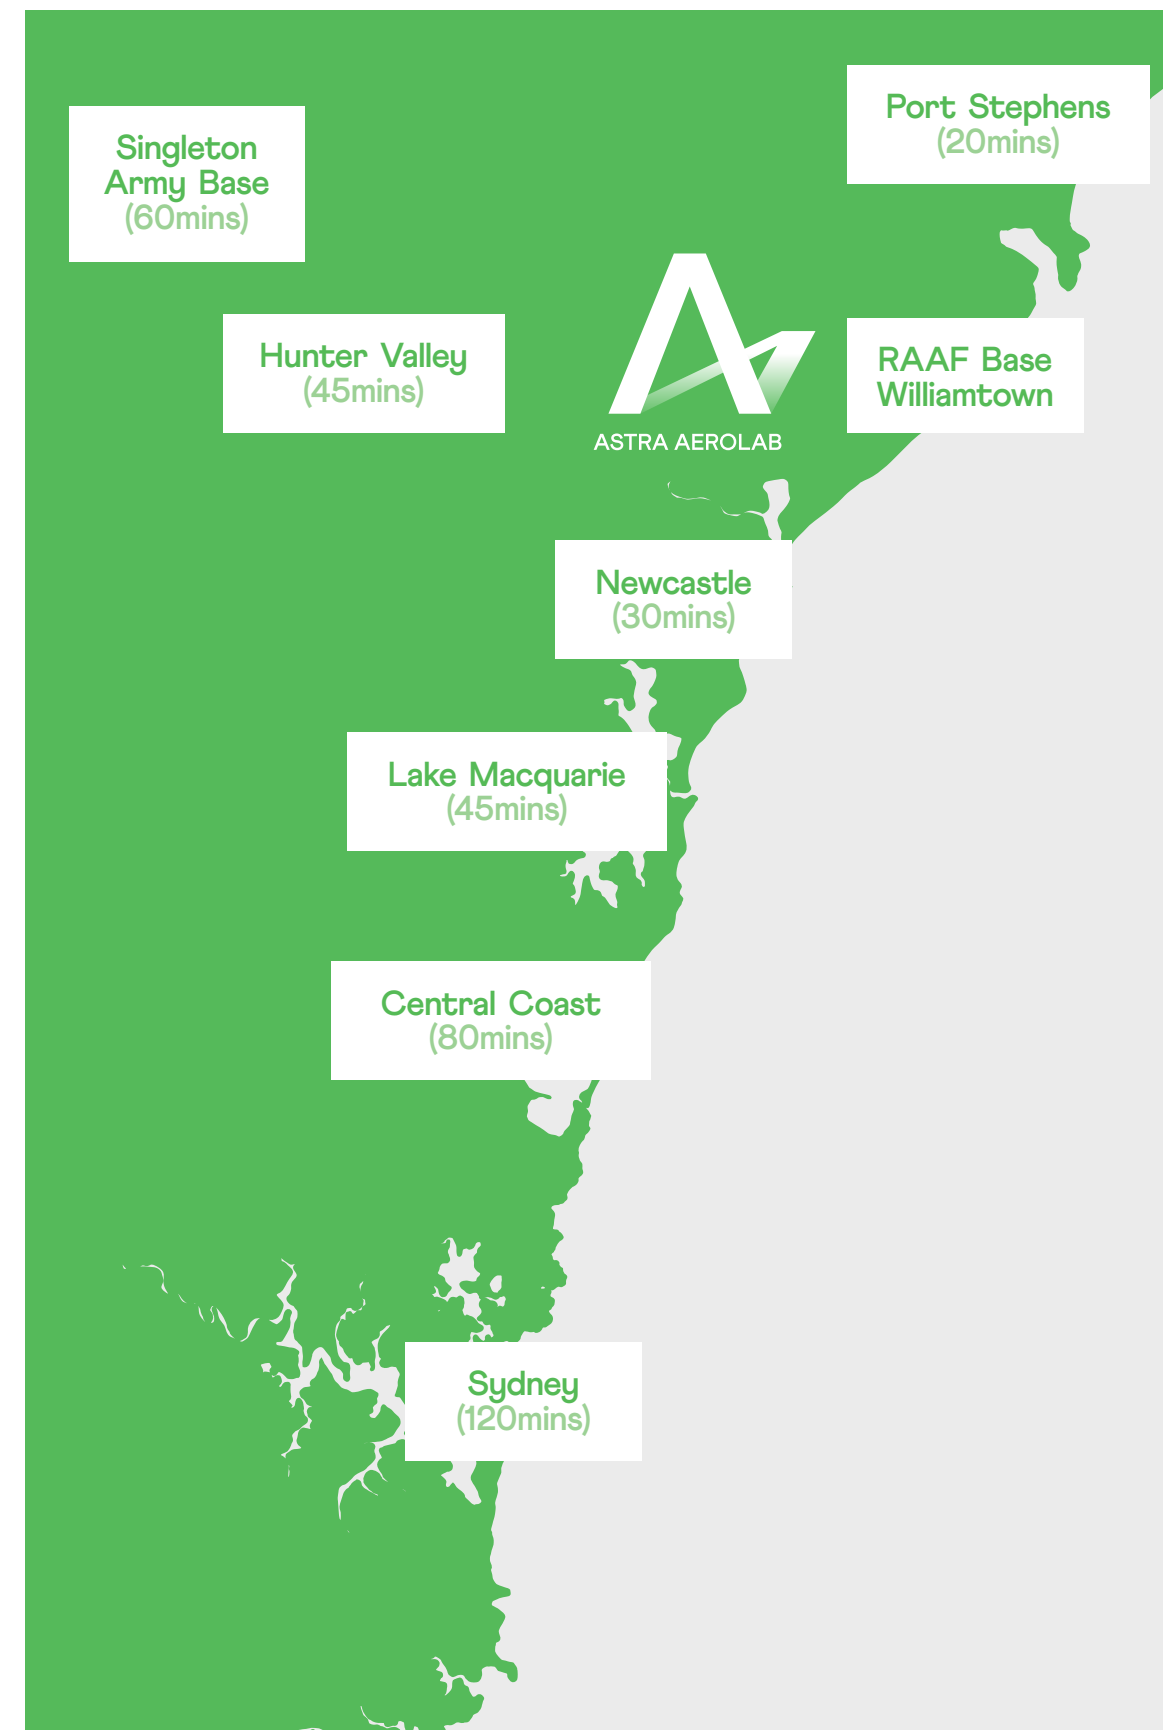 Port Stephens
(20mins)
Singleton
Army Base
(60mins)
Hunter Valley
(45mins)
RAAF Base
Williamtown
ASTRA AEROLAB
Newcastle
(30mins)
Lake Macquarie
(45mins)
Central Coast
(80mins)
Sydney
(120mins)